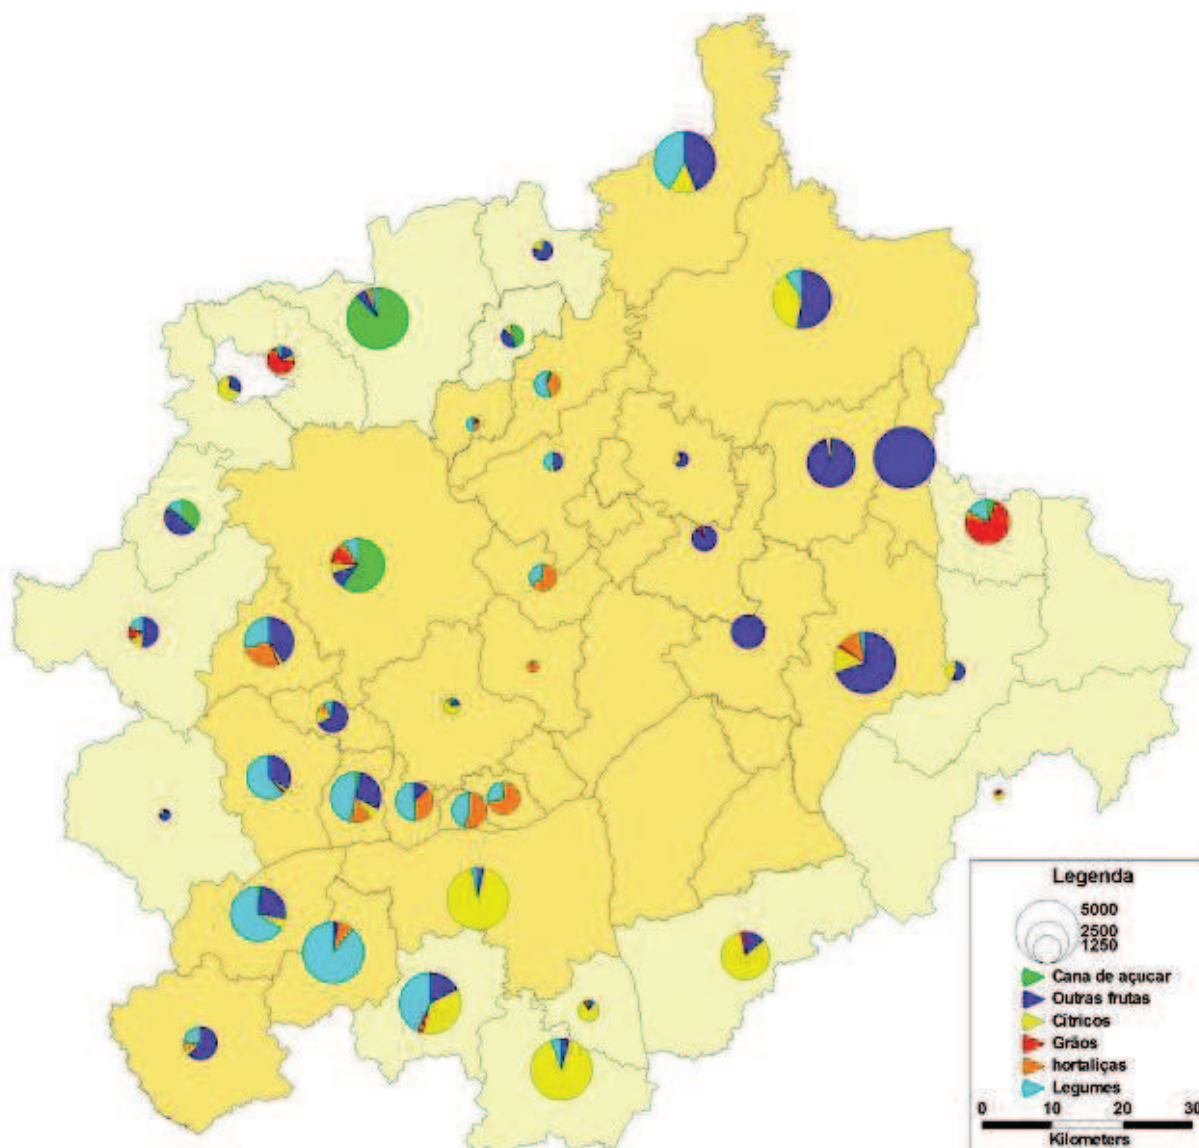 Legenda
5000
2500
1250
Cana de açucar
Outras frutas
Cítricos
Grãos
hortaliças
Legumes
0 10 20 30
Kilometers